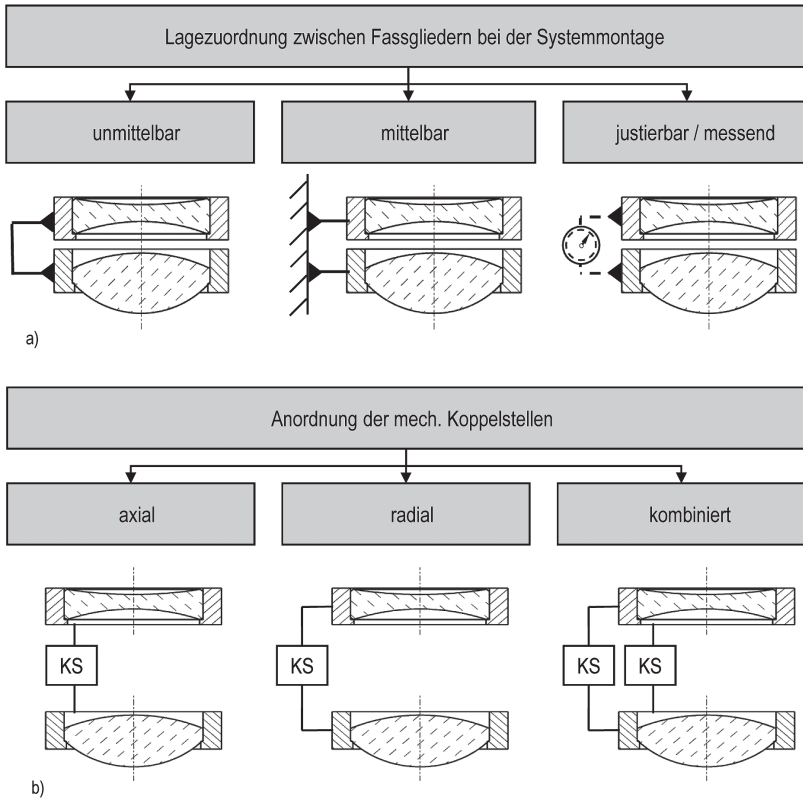 Lagezuordnung zwischen Fassgliedern bei der Systemmontage
unmittelbar
mittelbar
justierbar / messend
a)
Anordnung der mech. Koppelstellen
axial
radial
kombiniert
KS
KS
KS
KS
b)